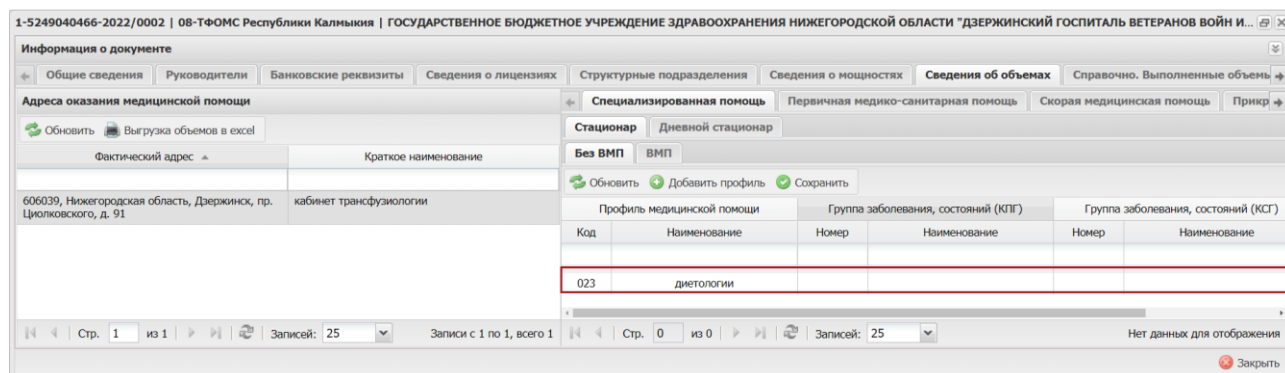 1-5249040466-2022/0002 | 08-ТФОМС Республики Калмыкия | ГОСУДАРСТВЕННОЕ БЮДЖЕТНОЕ УЧРЕЖДЕНИЕ ЗДРАВООХРАНЕНИЯ НИЖЕГОРОДСКОЙ ОБЛАСТИ "ДЗЕРЖИНСКИЙ ГОСПИТАЛЬ ВЕТЕРАНОВ ВОЙН И...
Информация о документе
Общие сведения Руководители Банковские реквизиты Сведения о лицензиях Структурные подразделения Сведения о мощностях Сведения об объемах Справочно. Выполненные объемь
Адреса оказания медицинской помощи
Специализированная помощь Первичная медико-санитарная помощь Скорая медицинская помощь Прикр
Обновить Выгрузка объемов в excel
Стационар Дневной стационар
Фактический адрес Краткое наименование
Без ВМП ВМП
606039, Нижегородская область, Дзержинск, пр. Циолковского, д. 91
кабинет трансфузиологии
Обновить Добавить профиль Сохранить
Профиль медицинской помощи Группа заболевания, состояний (КПГ) Группа заболевания, состояний (КСГ)
Код Наименование Номер Наименование Номер Наименование
023 диетологии
Стр. 1 из 1 Записей: 25 Записи с 1 по 1, всего 1
Стр. 0 из 0 Записей: 25 Нет данных для отображения
Закрыть